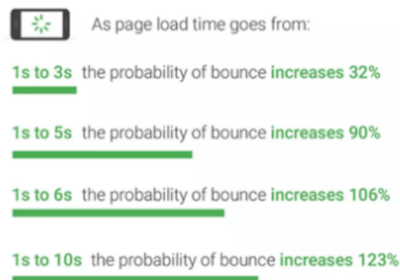 As page load time goes from:
1s to 3s the probability of bounce increases 32%
1s to 5s the probability of bounce increases 90%
1s to 6s the probability of bounce increases 106%
1s to 10s the probability of bounce increases 123%